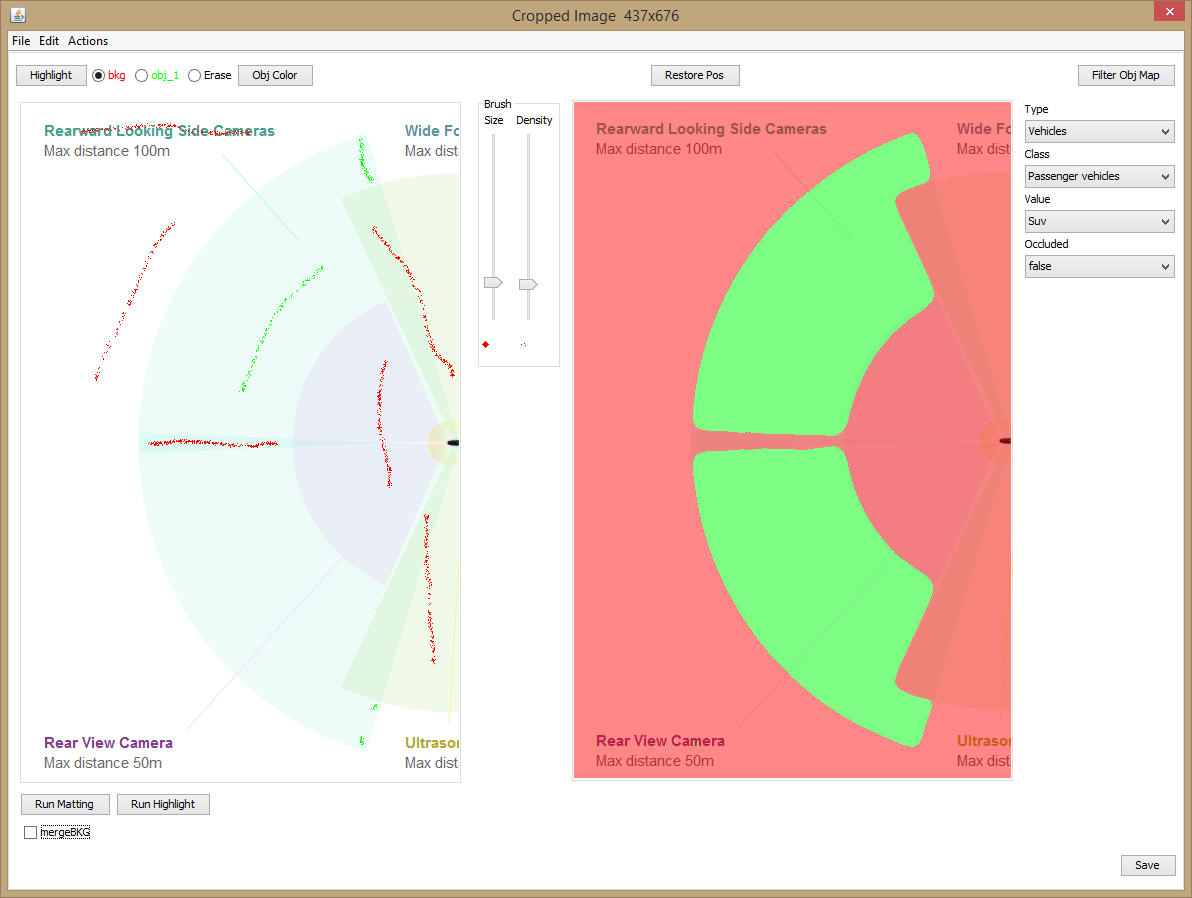 Cropped Image 437x676
File Edit Actions
Highlight bkg obj_1 Erase Obj Color Restore Pos Filter Obj Map
Brush
Size Density
Rearward Looking Side Cameras
Max distance 100m
Wide Fo
Max dist
Rear View Camera
Max distance 50m
Ultrason
Max dist
Rearward Looking Side Cameras
Max distance 100m
Wide Fo
Max dist
Rear View Camera
Max distance 50m
Ultrason
Max dist
Type
Vehicles
Class
Passenger vehicles
Value
Suv
Occluded
false
Run Matting Run Highlight
mergeBKG
Save